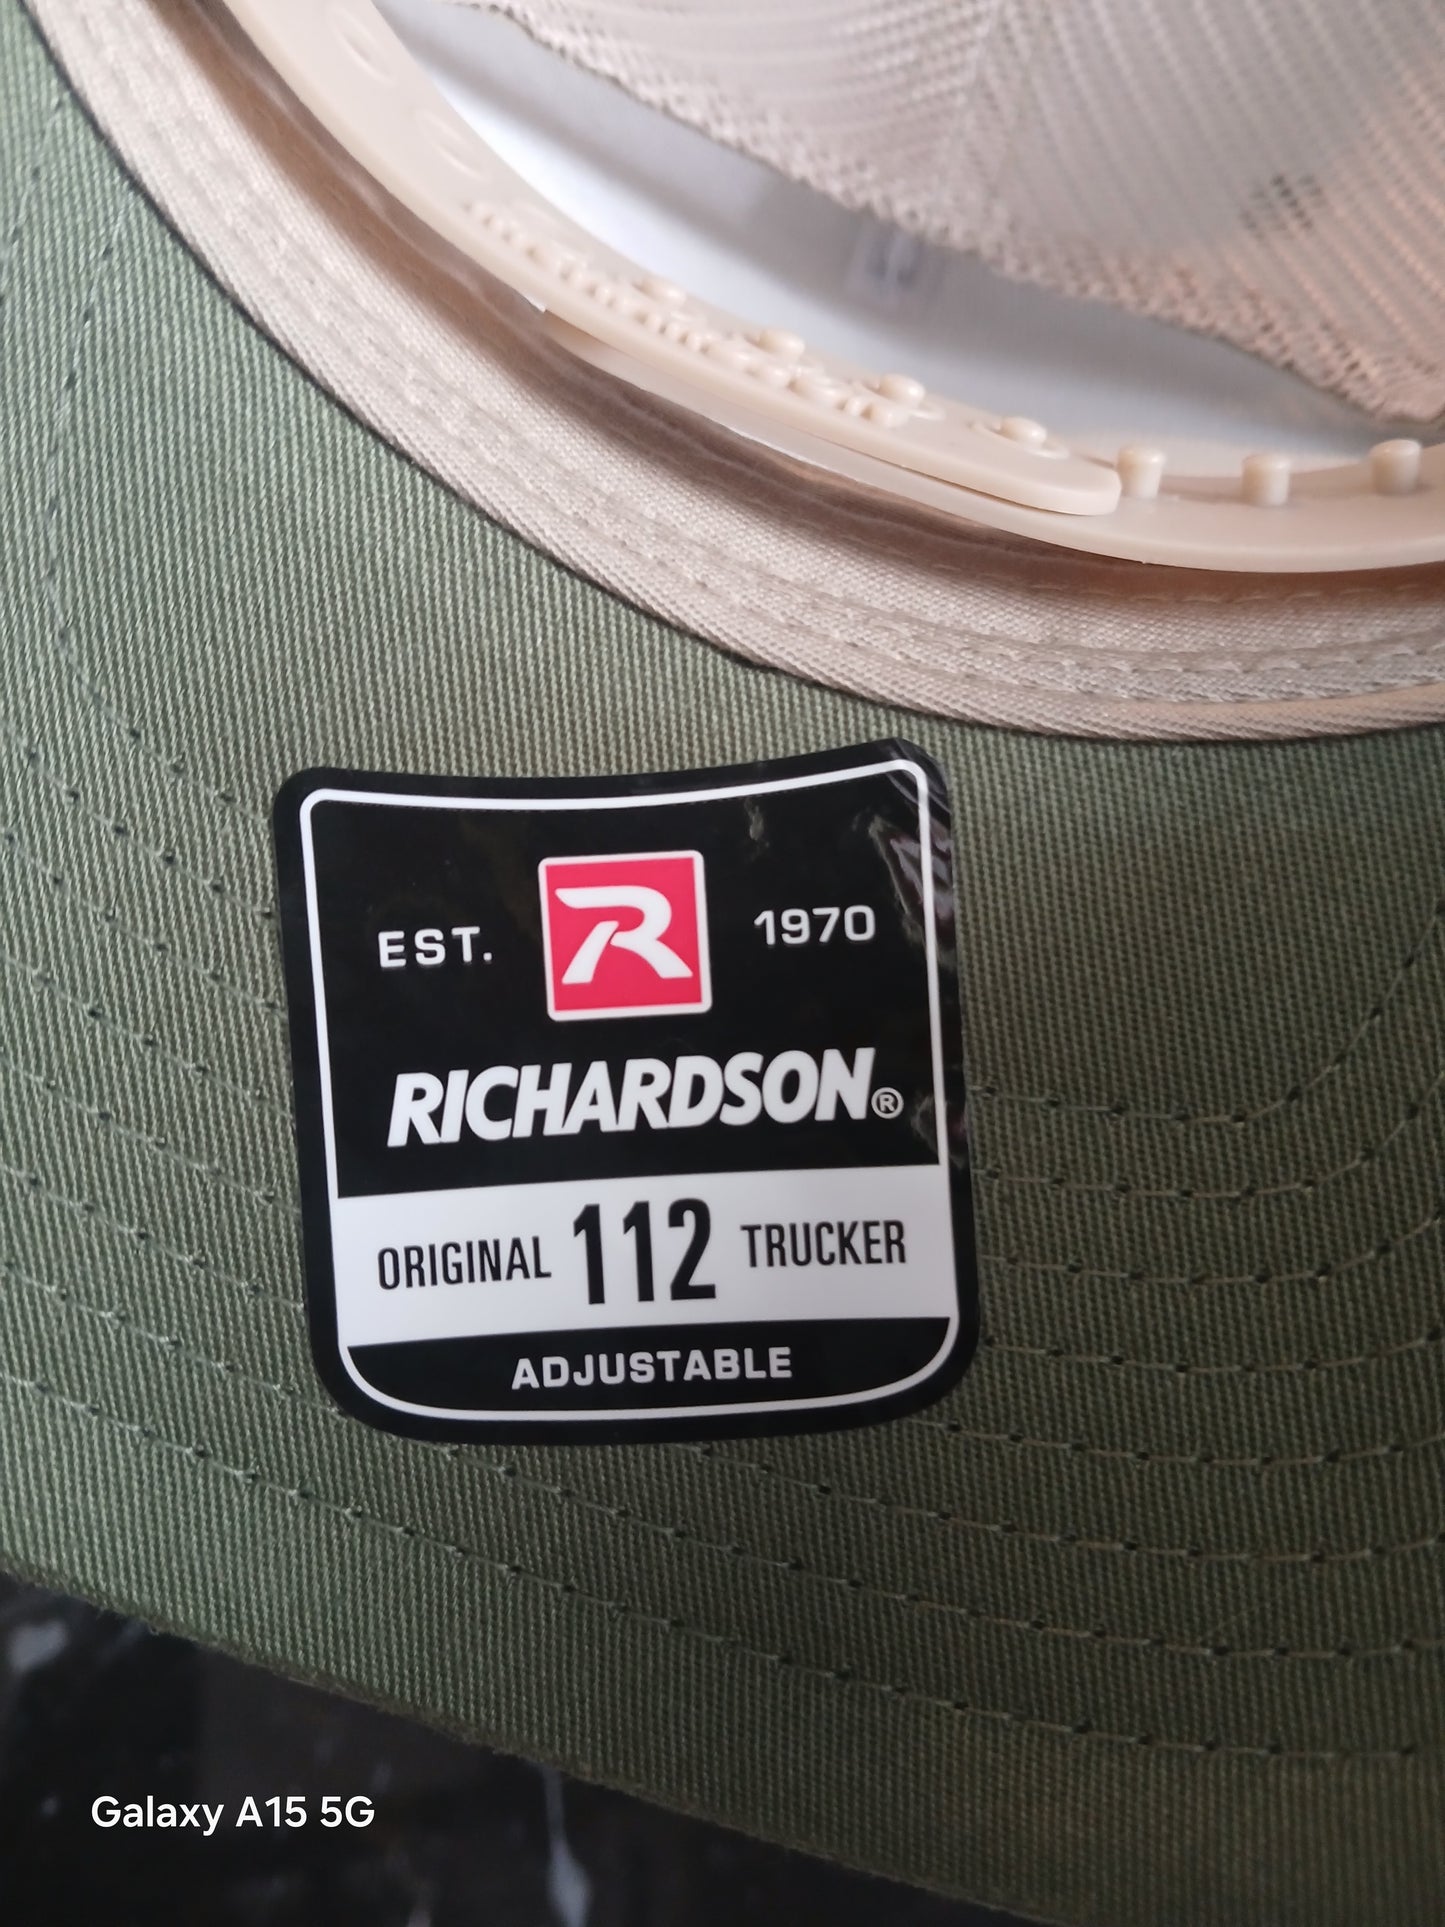 EST. R 1970
RICHARDSON®
ORIGINAL 112 TRUCKER
ADJUSTABLE
Galaxy A15 5G